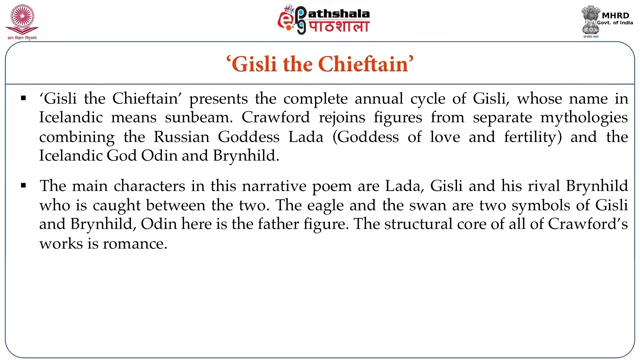 Pathshala
पाठशाला
MHRD
Govt. of India
‘Gisli the Chieftain’
▪ ‘Gisli the Chieftain’ presents the complete annual cycle of Gisli, whose name in
Icelandic means sunbeam. Crawford rejoins figures from separate mythologies
combining the Russian Goddess Lada (Goddess of love and fertility) and the
Icelandic God Odin and Brynhild.
▪ The main characters in this narrative poem are Lada, Gisli and his rival Brynhild
who is caught between the two. The eagle and the swan are two symbols of Gisli
and Brynhild, Odin here is the father figure. The structural core of all of Crawford’s
works is romance.